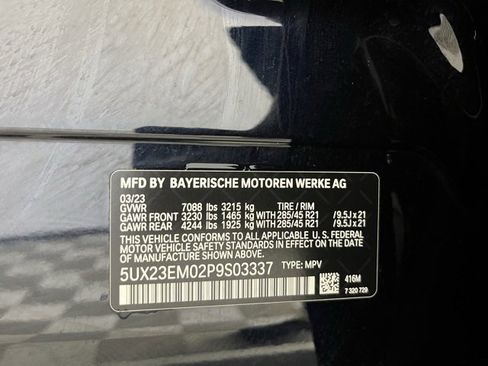 MFD BY BAYERISCHE MOTOREN WERKE AG
03/23
GVWR 7088 lbs 3215 kg TIRE / RIM
GAWR FRONT 3230 lbs 1465 kg WITH 285/45 R21 /9.5J x 21
GAWR REAR 4244 lbs 1925 kg WITH 285/45 R21 /9.5J x 21
THIS VEHICLE CONFORMS TO ALL APPLICABLE U. S. FEDERAL
MOTOR VEHICLE SAFETY STANDARDS IN EFFECT ON THE DATE
OF MANUFACTURE SHOWN ABOVE.
5UX23EM02P9S03337 TYPE: MPV
416M
7 320 729